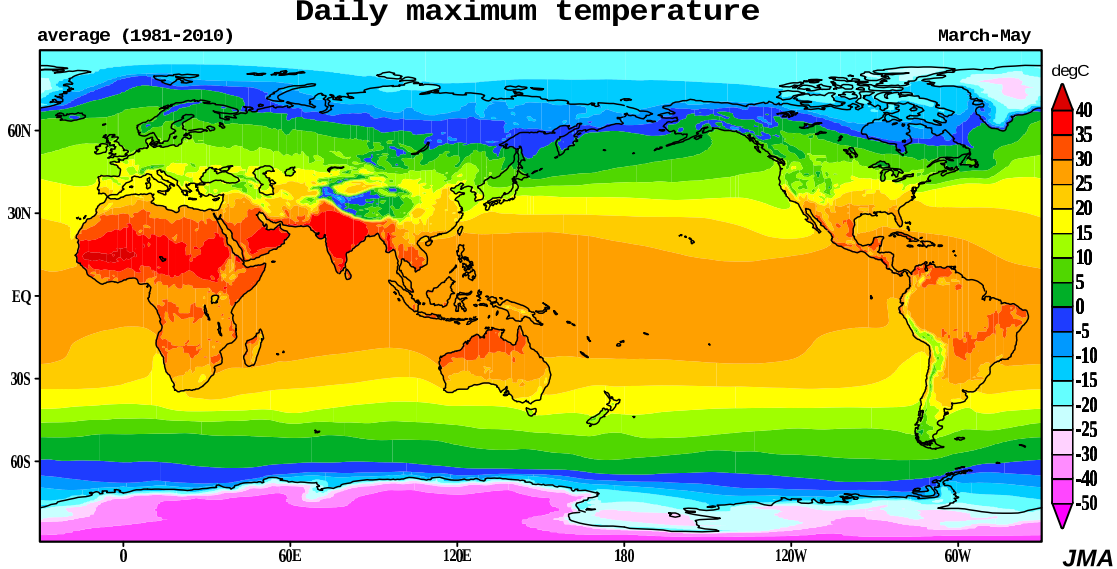 Daily maximum temperature
average (1981-2010) March-May
degC
40
35
30
25
20
15
10
5
0
-5
-10
-15
-20
-25
-30
-40
-50
60N
30N
EQ
30S
60S
0 60E 120E 180 120W 60W
JMA